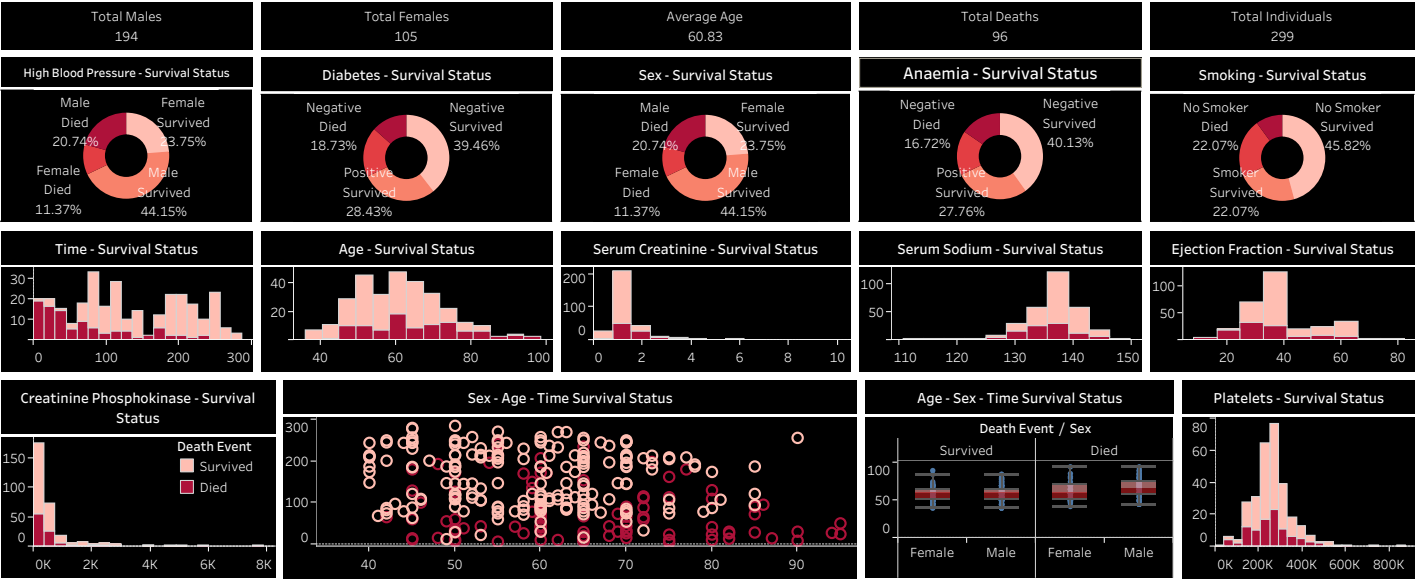 Total Males
194
Total Females
105
Average Age
60.83
Total Deaths
96
Total Individuals
299
High Blood Pressure - Survival Status
Male
Died
20.74%
Female
Survived
23.75%
Female
Died
11.37%
Male
Survived
44.15%
Diabetes - Survival Status
Negative
Died
18.73%
Negative
Survived
39.46%
Positive
Survived
28.43%
Sex - Survival Status
Male
Died
20.74%
Female
Survived
23.75%
Female
Died
11.37%
Male
Survived
44.15%
Anaemia - Survival Status
Negative
Died
16.72%
Negative
Survived
40.13%
Positive
Survived
27.76%
Smoking - Survival Status
No Smoker
Died
22.07%
No Smoker
Survived
45.82%
Smoker
Survived
22.07%
Time - Survival Status
30
20
10
0 100 200 300
Age - Survival Status
40
20
40 60 80 100
Serum Creatinine - Survival Status
200
100
0
0 2 4 6 8 10
Serum Sodium - Survival Status
100
50
110 120 130 140 150
Ejection Fraction - Survival Status
100
50
20 40 60 80
Creatinine Phosphokinase - Survival
Status
150
100
50
0
0K 2K 4K 6K 8K
Death Event
Survived
Died
Sex - Age - Time Survival Status
300
200
100
0
40 50 60 70 80 90
Age - Sex - Time Survival Status
Death Event / Sex
Survived Died
100
50
0
Female Male Female Male
Platelets - Survival Status
80
60
40
20
0
0K 200K 400K 600K 800K